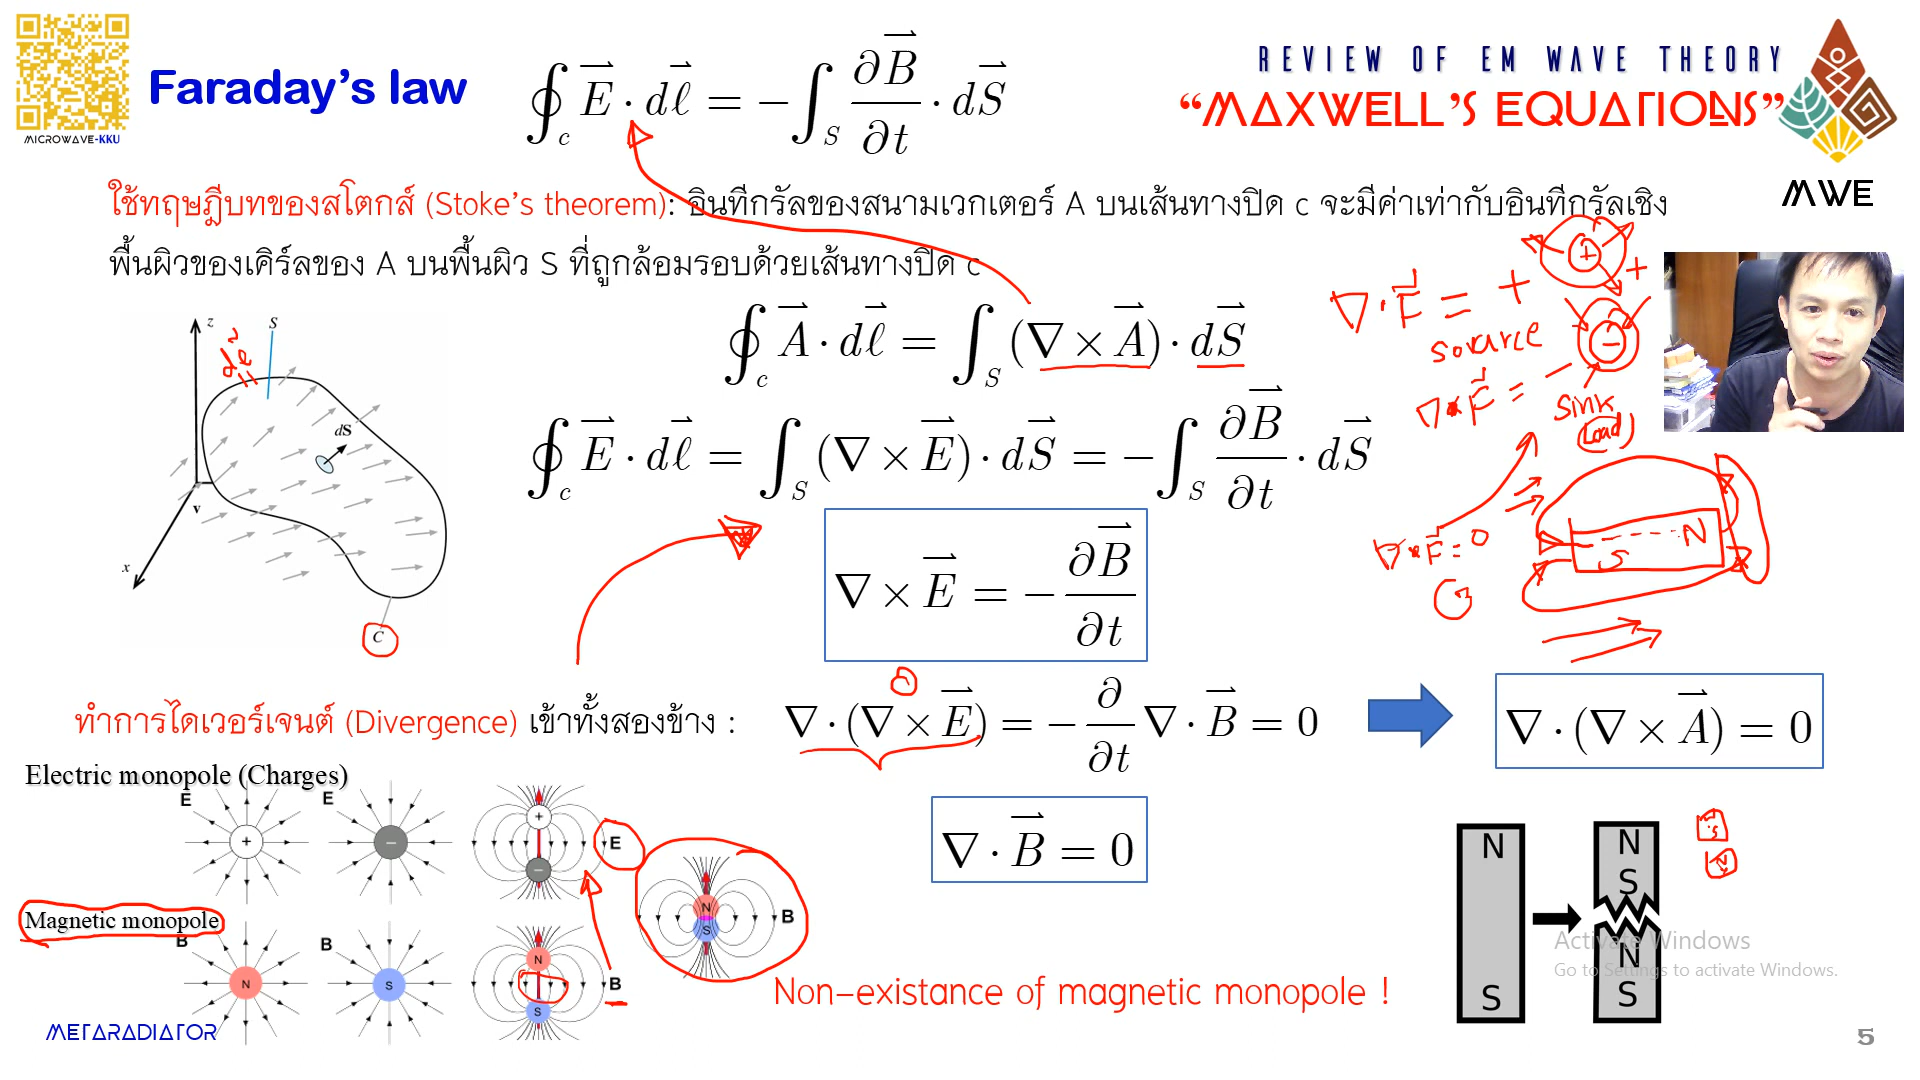 MICROWAVE-KKU
Faraday's law
∮c E⃗ · dℓ⃗ = −∫S ∂B⃗/∂t · dS⃗
REVIEW OF EM WAVE THEORY
“MAXWELL'S EQUATIONS”
MWE
ใช้ทฤษฎีบทของสโตกส์ (Stoke's theorem): อินทีกรัลของสนามเวกเตอร์ A บนเส้นทางปิด c จะมีค่าเท่ากับอินทีกรัลเชิง
พื้นผิวของเคิร์ลของ A บนพื้นผิว S ที่ถูกล้อมรอบด้วยเส้นทางปิด c
∮c A⃗ · dℓ⃗ = ∫S (∇ × A⃗) · dS⃗
∮c E⃗ · dℓ⃗ = ∫S (∇ × E⃗) · dS⃗ = −∫S ∂B⃗/∂t · dS⃗
∇ × E⃗ = −∂B⃗/∂t
z
S
dS
v
x
C
∇·F⃗ = +
+
+
source
−
∇·F⃗ = −
sink
Load
∇·F⃗ = 0
S
N
ทำการไดเวอร์เจนต์ (Divergence) เข้าทั้งสองข้าง :
0
∇ · (∇ × E⃗) = −∂/∂t ∇ · B⃗ = 0
∇ · (∇ × A⃗) = 0
∇ · B⃗ = 0
Electric monopole (Charges)
E
+
E
−
+
−
E
Magnetic monopole
B
N
B
S
N
S
B
N
S
B
Non-existance of magnetic monopole !
N
S
N
S
N
S
Activate Windows
Go to Settings to activate Windows.
METARADIATOR
5